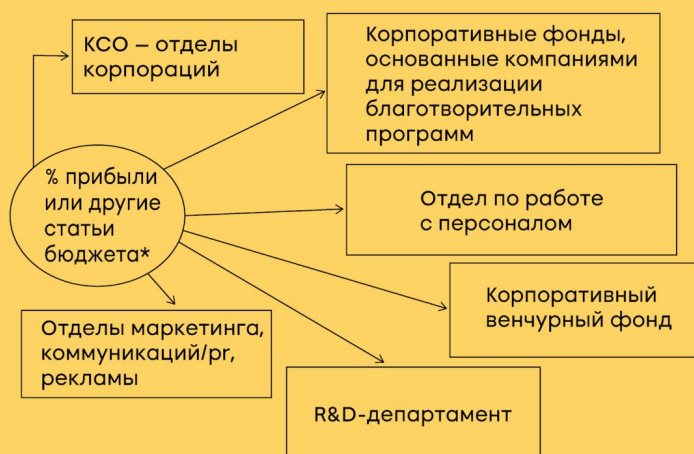 КСО – отделы
корпораций
Корпоративные фонды,
основанные компаниями
для реализации
благотворительных
программ
% прибыли
или другие
статьи
бюджета*
Отдел по работе
с персоналом
Корпоративный
венчурный фонд
Отделы маркетинга,
коммуникаций/pr,
рекламы
R&D-департамент